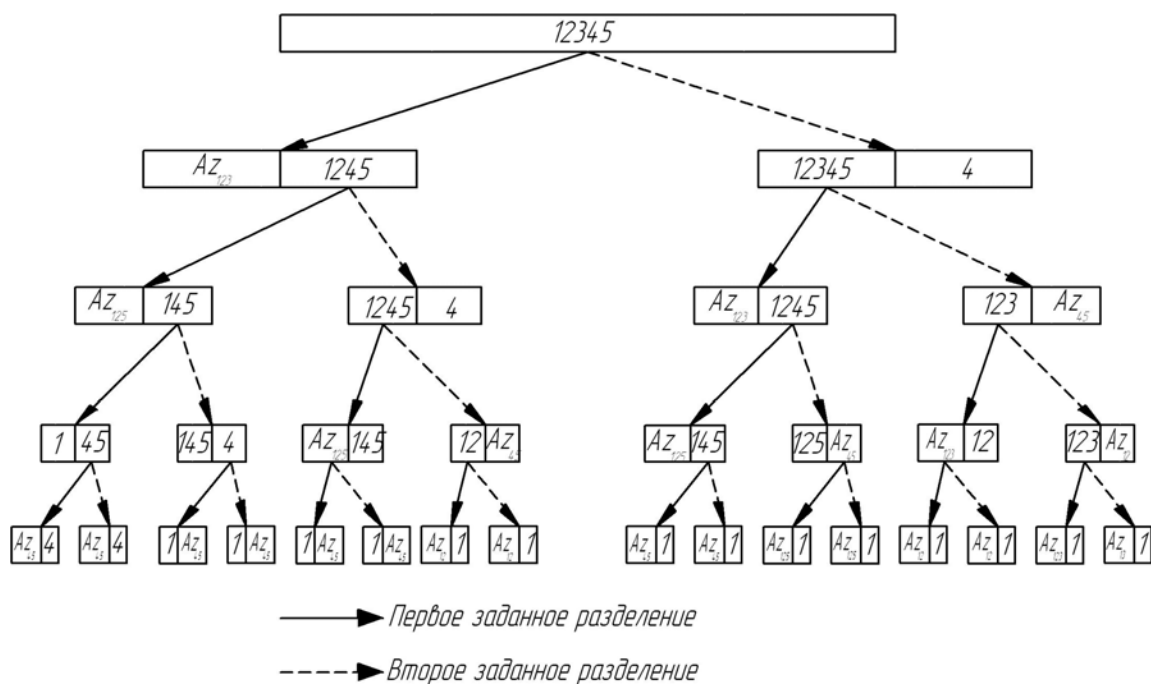 12345
Az₁₂₃ 1245 12345 4
Az₁₂₅ 145 1245 4 Az₁₂₃ 1245 123 Az₄₅
1 45 145 4 Az₁₂₅ 145 12 Az₄₅ Az₁₂₅ 145 125 Az₄₅ Az₁₂₃ 12 123 Az₁₂
Az₄₅ 4 Az₄₅ 4 1 Az₄₅ 1 Az₄₅ 1 Az₄₅ 1 Az₄₅ Az₁₂ 1 Az₁₂ 1 Az₄₅ 1 Az₄₅ 1 Az₁₂₅ 1 Az₁₂₅ 1 Az₁₂ 1 Az₁₂ 1 Az₁₂₃ 1 Az 1
Первое заданное разделение
Второе заданное разделение